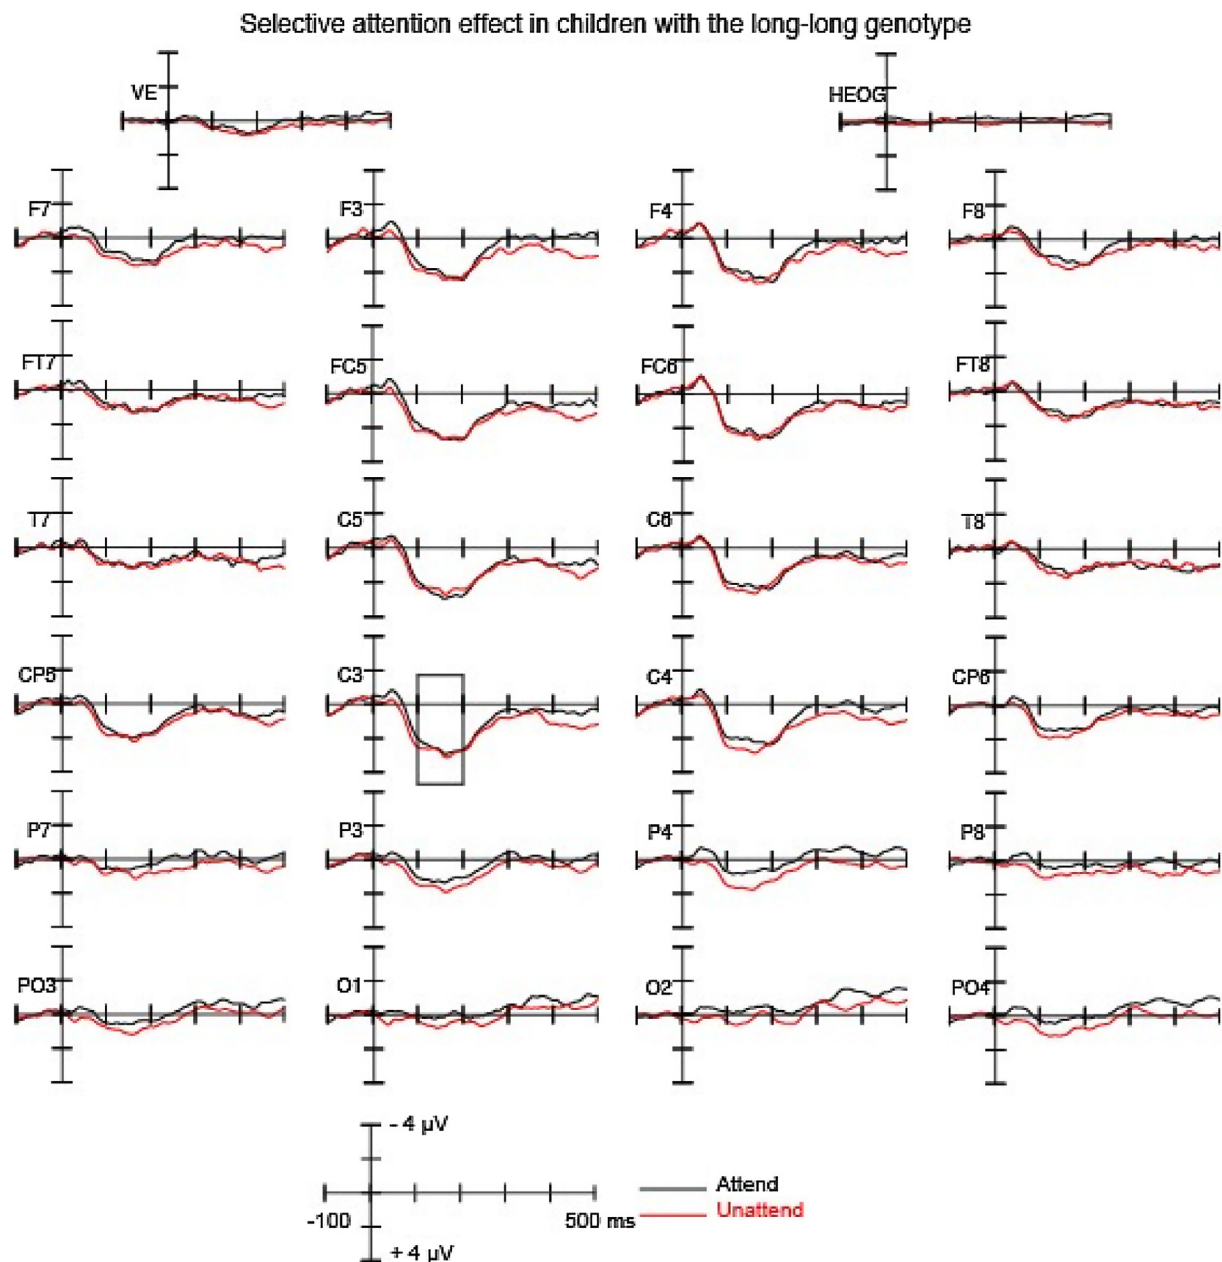 Selective attention effect in children with the long-long genotype
VE HEOG
F7 F3 F4 F8
FT7 FC5 FC6 FT8
T7 C5 C6 T8
CP5 C3 C4 CP6
P7 P3 P4 P8
PO3 O1 O2 PO4
- 4 µV
-100 500 ms
+ 4 µV
Attend
Unattend